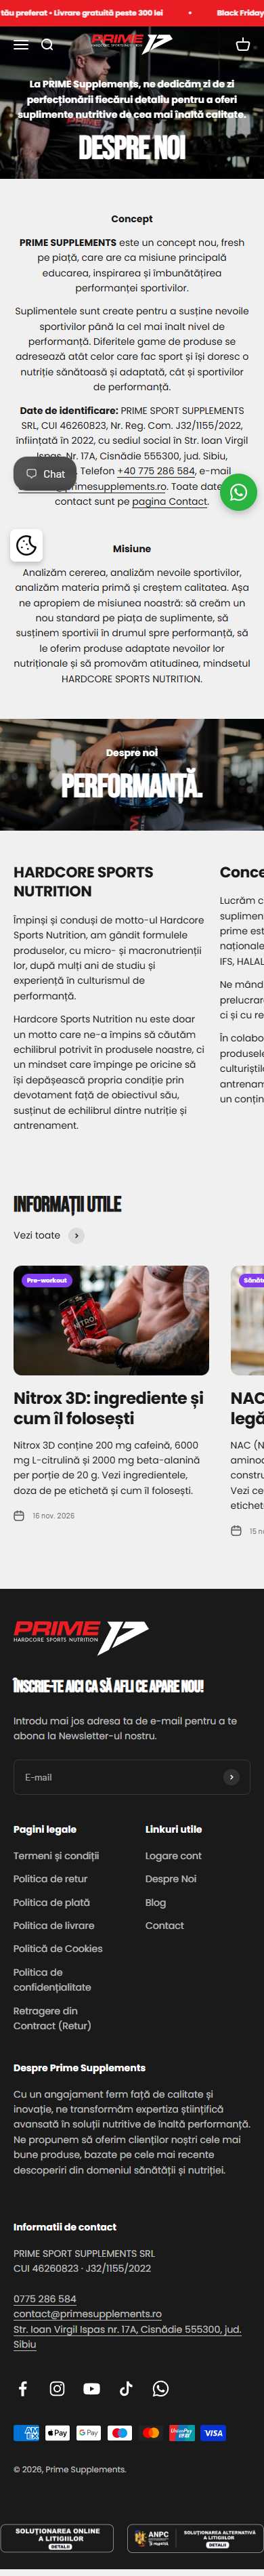 tău preferat • Livrare gratuită peste 300 lei • Black Friday
PRIME
HARDCORE SPORTS NUTRITION
La PRIME Supplements, ne dedicăm zi de zi
perfecționării fiecărui detaliu pentru a oferi
suplimente nutritive de cea mai înaltă calitate.
DESPRE NOI
Concept
PRIME SUPPLEMENTS este un concept nou, fresh
pe piață, care are ca misiune principală
educarea, inspirarea și îmbunătățirea
performanței sportivilor.
Suplimentele sunt create pentru a susține nevoile
sportivilor până la cel mai înalt nivel de
performanță. Diferitele game de produse se
adresează atât celor care fac sport și își doresc o
nutriție sănătoasă și adaptată, cât și sportivilor
de performanță.
Date de identificare: PRIME SPORT SUPPLEMENTS
SRL, CUI 46260823, Nr. Reg. Com. J32/1155/2022,
înființată în 2022, cu sediul social în Str. Ioan Virgil
Ispas Nr. 17A, Cisnădie 555300, jud. Sibiu,
Telefon +40 775 286 584, e-mail
primesupplements.ro. Toate
contact sunt pe pagina Contact.
Chat
Misiune
Analizăm cererea, analizăm nevoile sportivilor,
analizăm materia primă și creștem calitatea. Așa
ne apropiem de misiunea noastră: să creăm un
nou standard pe piața de suplimente, să
susținem sportivii în drumul spre performanță, să
le oferim produse adaptate nevoilor lor
nutriționale și să promovăm atitudinea, mindsetul
HARDCORE SPORTS NUTRITION.
Despre noi
PERFORMANȚĂ.
HARDCORE SPORTS
NUTRITION
Împinși și conduși de motto-ul Hardcore
Sports Nutrition, am gândit formulele
produselor, cu micro- și macronutrienții
lor, după mulți ani de studiu și
experiență în culturismul de
performanță.
Hardcore Sports Nutrition nu este doar
un motto care ne-a împins să căutăm
echilibrul potrivit în produsele noastre, ci
un mindset care împinge pe oricine să
își depășească propria condiție prin
devotament față de obiectivul său,
susținut de echilibrul dintre nutriție și
antrenament.
Conce
Lucrăm c
supliment
prime est
naționale
IFS, HALAL
Ne mând
prelucrare
ci și cu re
În colabo
produsele
culturiștil
antrenam
un conțin
INFORMAȚII UTILE
Vezi toate
Pre-workout
Nitrox 3D: ingrediente și
cum îl folosești
Nitrox 3D conține 200 mg cafeină, 6000
mg L-citrulină și 2000 mg beta-alanină
per porție de 20 g. Vezi ingredientele,
doza de pe etichetă și cum îl folosești.
16 nov. 2026
Sănăt
NAC
legă
NAC (N
aminoa
constru
Vezi ce
etichet
15 n
PRIME
HARDCORE SPORTS NUTRITION
ÎNSCRIE-TE AICI CA SĂ AFLI CE APARE NOU!
Introdu mai jos adresa ta de e-mail pentru a te
abona la Newsletter-ul nostru.
E-mail
Pagini legale
Termeni și condiții
Politica de retur
Politica de plată
Politica de livrare
Politică de Cookies
Politica de
confidențialitate
Retragere din
Contract (Retur)
Linkuri utile
Logare cont
Despre Noi
Blog
Contact
Despre Prime Supplements
Cu un angajament ferm față de calitate și
inovație, ne transformăm expertiza științifică
avansată în soluții nutritive de înaltă performanță.
Ne propunem să oferim clienților noștri cele mai
bune produse, bazate pe cele mai recente
descoperiri din domeniul sănătății și nutriției.
Informatii de contact
PRIME SPORT SUPPLEMENTS SRL
CUI 46260823 · J32/1155/2022
0775 286 584
contact@primesupplements.ro
Str. Ioan Virgil Ispas nr. 17A, Cisnădie 555300, jud.
Sibiu
AMEX Apple Pay G Pay UnionPay VISA
© 2026, Prime Supplements.
SOLUȚIONAREA ONLINE
A LITIGIILOR
DETALII
ANPC
SOLUȚIONAREA ALTERNATIVĂ
A LITIGIILOR
DETALII